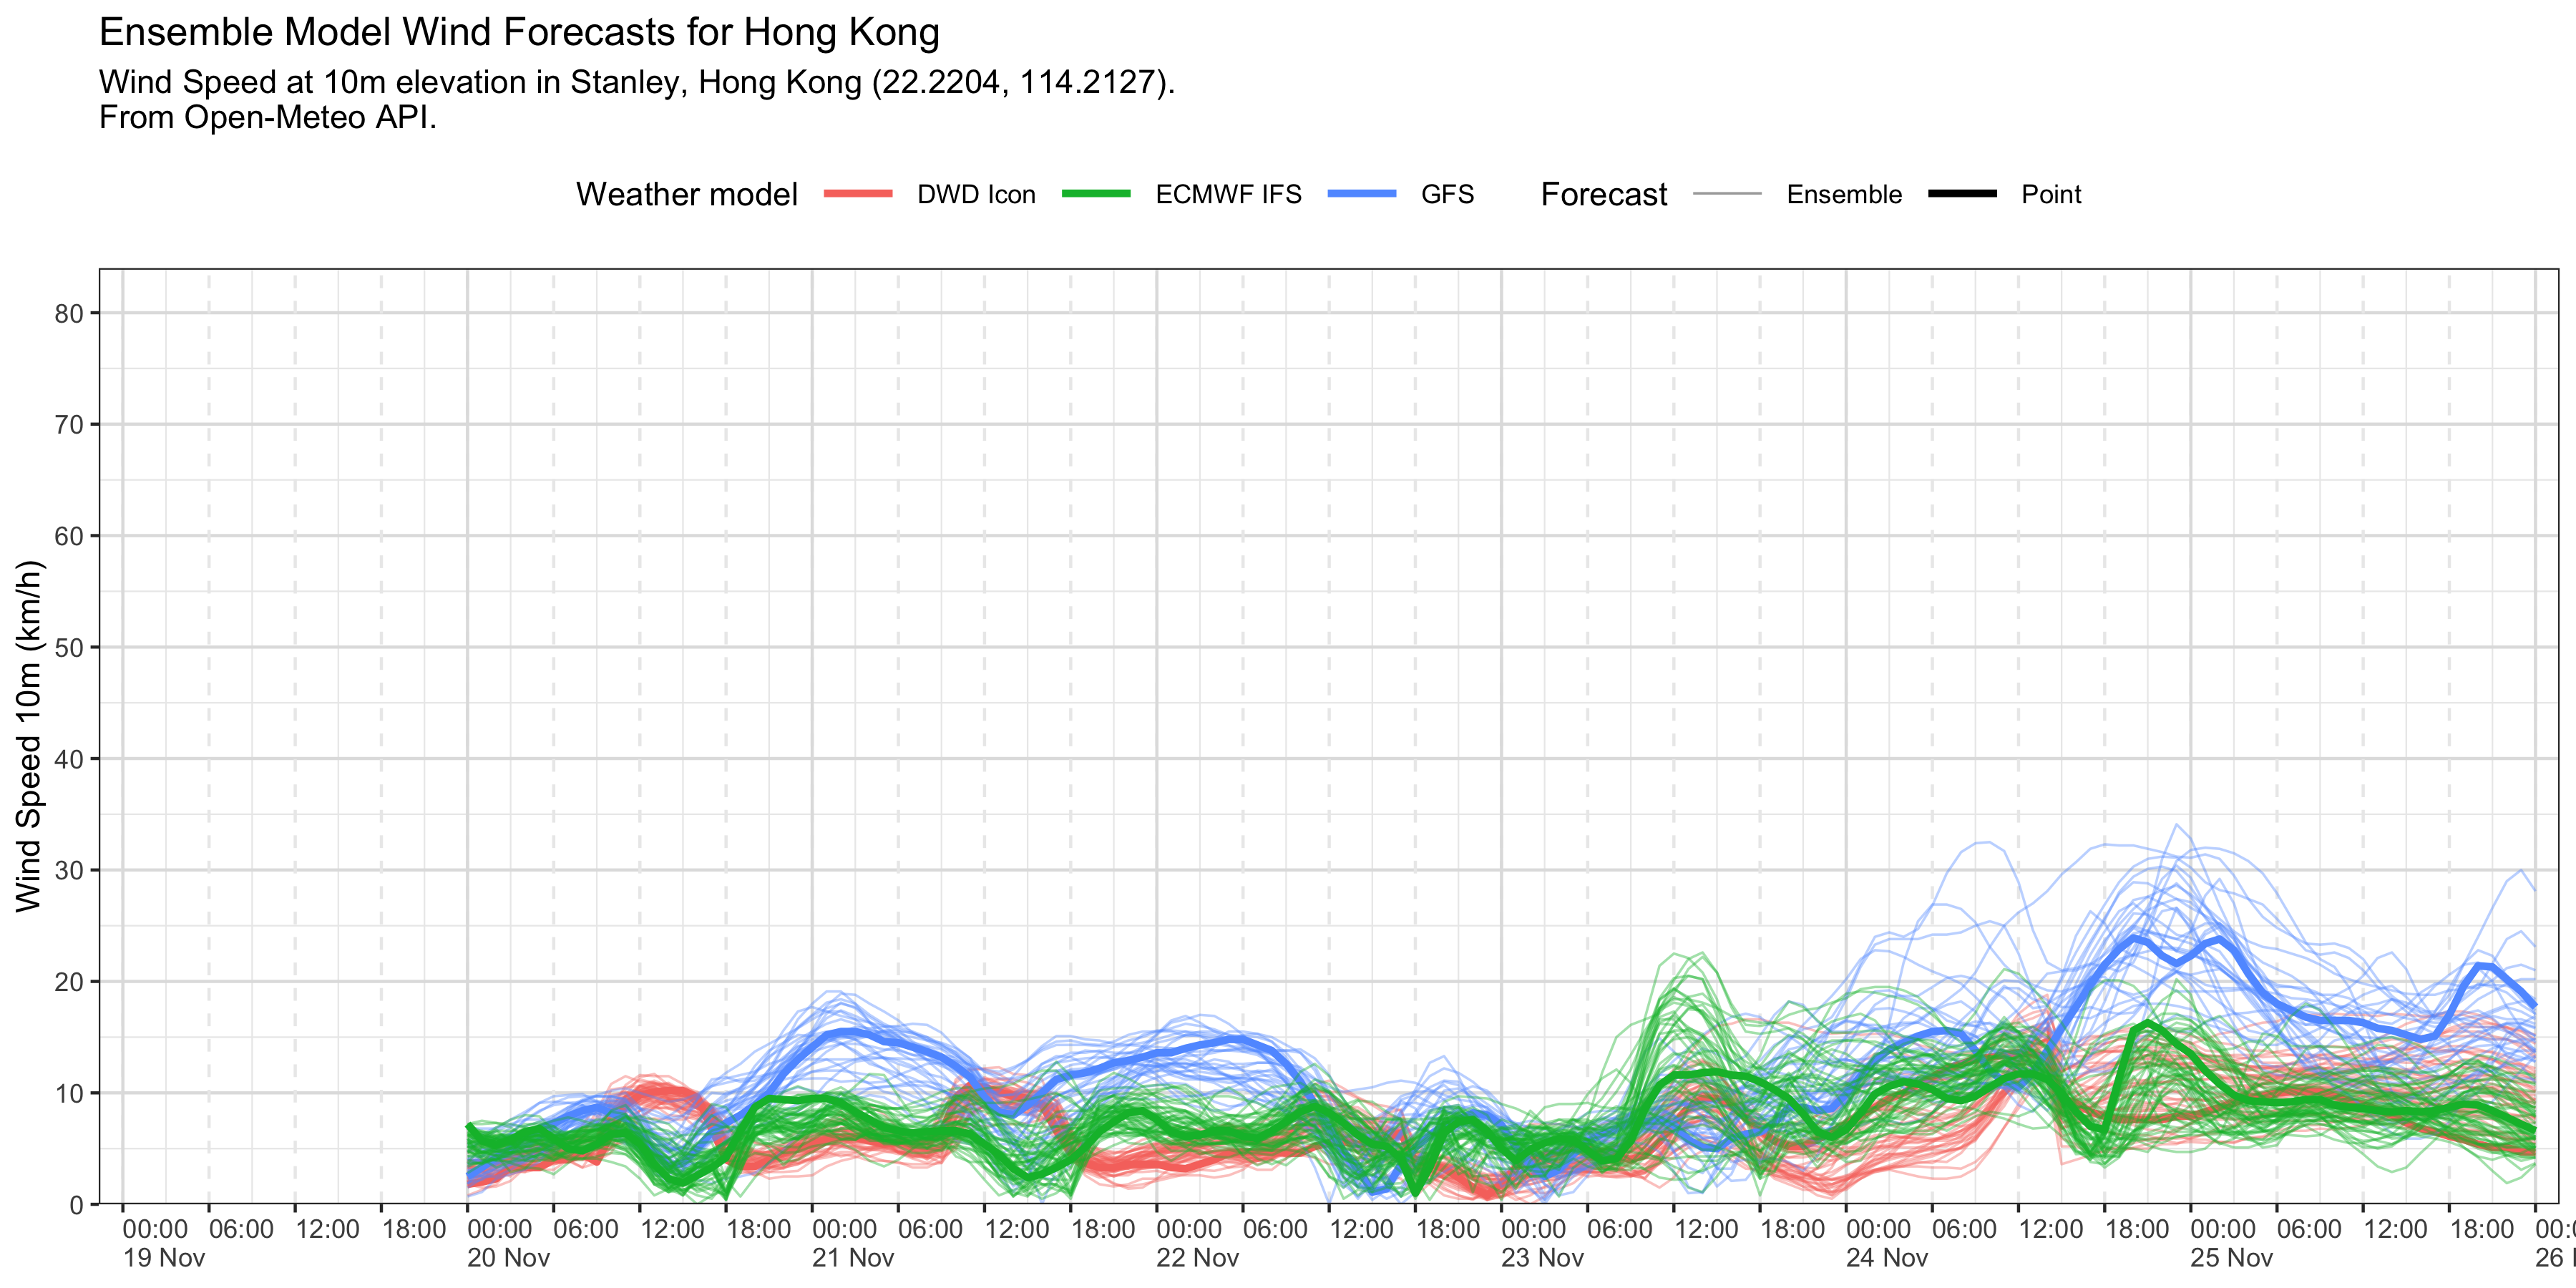 Ensemble Model Wind Forecasts for Hong Kong
Wind Speed at 10m elevation in Stanley, Hong Kong (22.2204, 114.2127).
From Open-Meteo API.
Weather model DWD Icon ECMWF IFS GFS Forecast Ensemble Point
Wind Speed 10m (km/h)
80
70
60
50
40
30
20
10
0
00:00 06:00 12:00 18:00 00:00 06:00 12:00 18:00 00:00 06:00 12:00 18:00 00:00 06:00 12:00 18:00 00:00 06:00 12:00 18:00 00:00 06:00 12:00 18:00 00:00 06:00 12:00 18:00
19 Nov 20 Nov 21 Nov 22 Nov 23 Nov 24 Nov 25 Nov 26